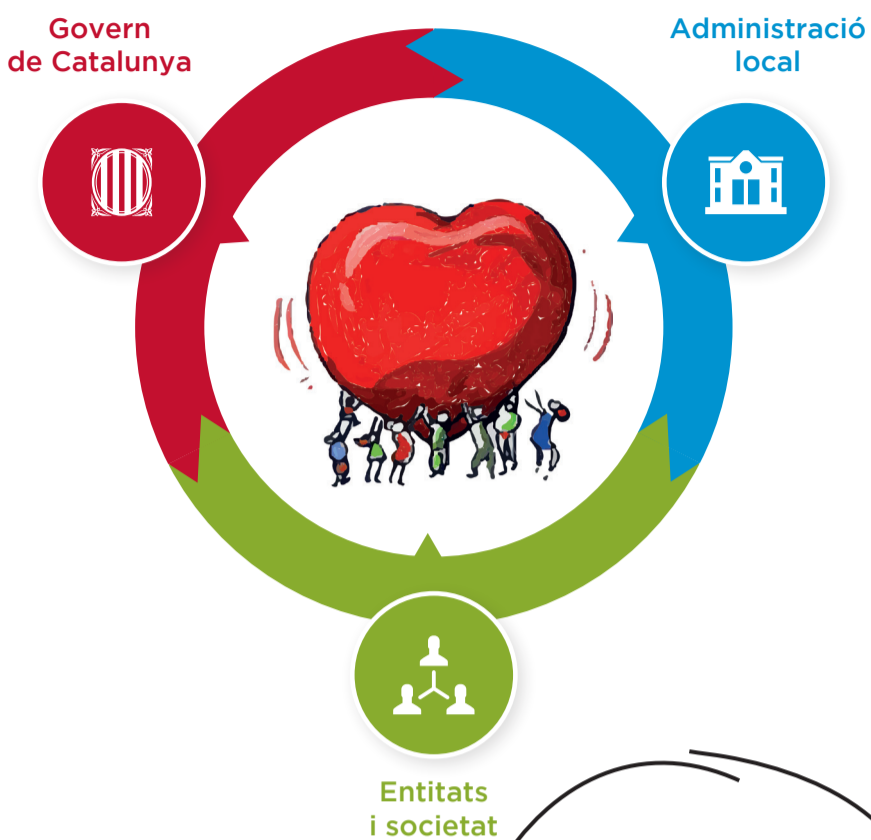 Govern
de Catalunya
Administració
local
Entitats
i societat